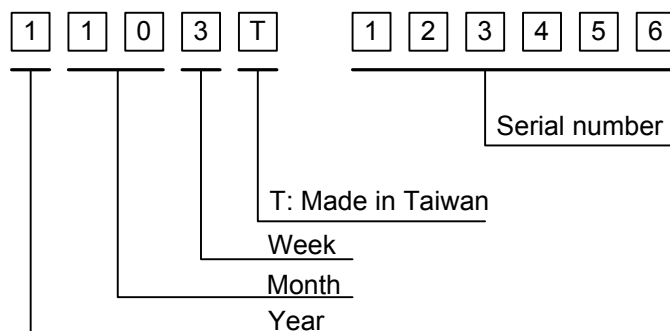 1 1 0 3 T 1 2 3 4 5 6
Serial number
T: Made in Taiwan
Week
Month
Year